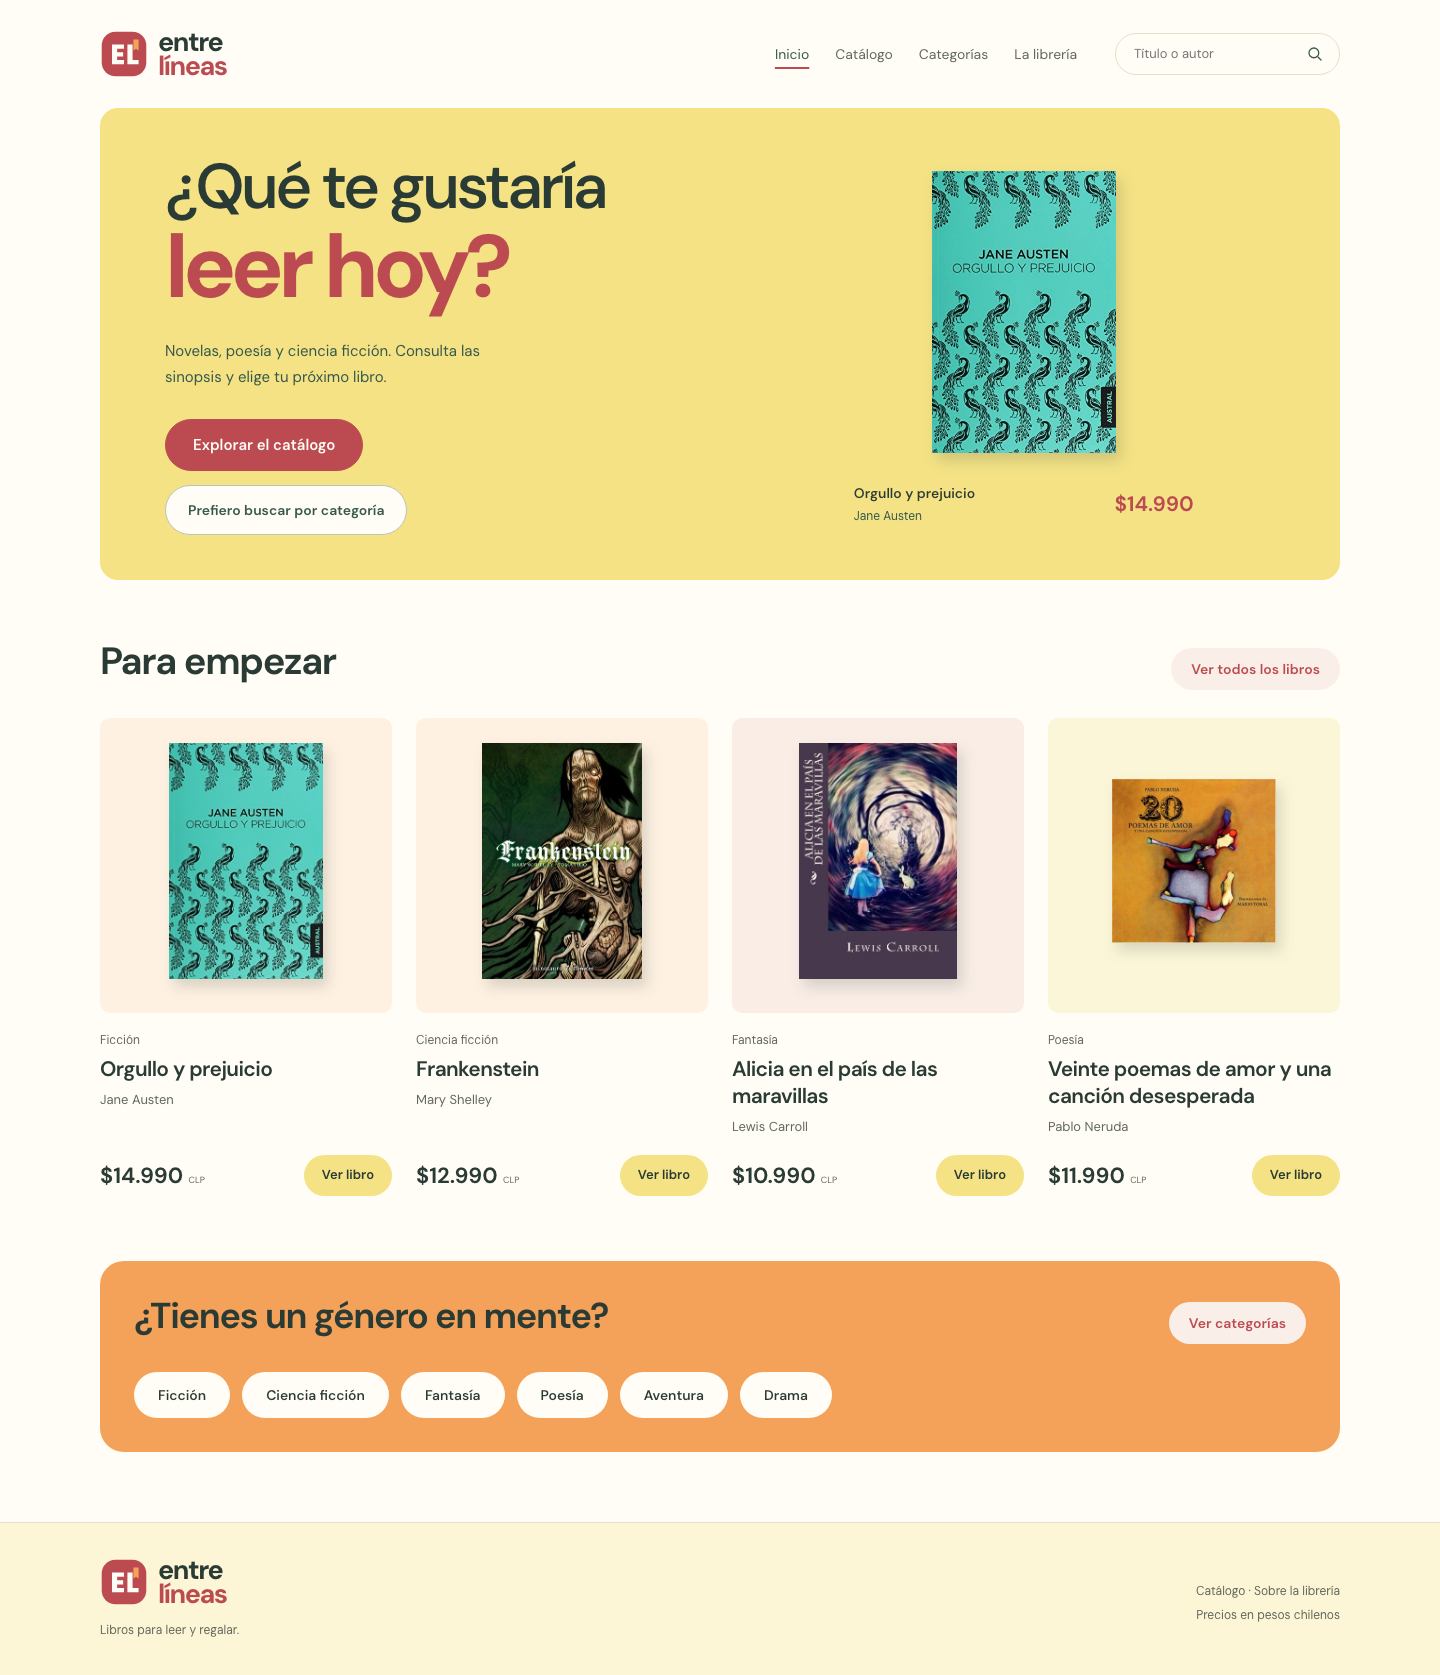 EL
entre
líneas
Inicio
Catálogo
Categorías
La librería
Título o autor
¿Qué te gustaría
leer hoy?
Novelas, poesía y ciencia ficción. Consulta las
sinopsis y elige tu próximo libro.
Explorar el catálogo
Prefiero buscar por categoría
JANE AUSTEN
ORGULLO Y PREJUICIO
AUSTRAL
Orgullo y prejuicio
Jane Austen
$14.990
Para empezar
Ver todos los libros
JANE AUSTEN
ORGULLO Y PREJUICIO
AUSTRAL
Frankenstein
ALICIA EN EL PAÍS
DE LAS MARAVILLAS
LEWIS CARROLL
PABLO NERUDA
20
POEMAS DE AMOR
Y UNA CANCIÓN DESESPERADA
Ilustraciones de
MARIO TORAL
Ficción
Orgullo y prejuicio
Jane Austen
$14.990 CLP
Ver libro
Ciencia ficción
Frankenstein
Mary Shelley
$12.990 CLP
Ver libro
Fantasía
Alicia en el país de las
maravillas
Lewis Carroll
$10.990 CLP
Ver libro
Poesía
Veinte poemas de amor y una
canción desesperada
Pablo Neruda
$11.990 CLP
Ver libro
¿Tienes un género en mente?
Ver categorías
Ficción
Ciencia ficción
Fantasía
Poesía
Aventura
Drama
EL
entre
líneas
Libros para leer y regalar.
Catálogo · Sobre la librería
Precios en pesos chilenos